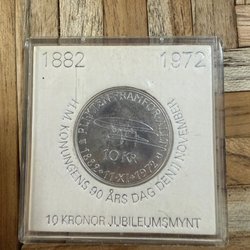 1882 1972
H.M. KONUNGENS 90 ÅRS DAG DEN 11 NOVEMBER
PLIKTEN FRAMFÖR ALLT
10 KR
1882 11·XI 1972
10 KRONOR JUBILEUMSMYNT